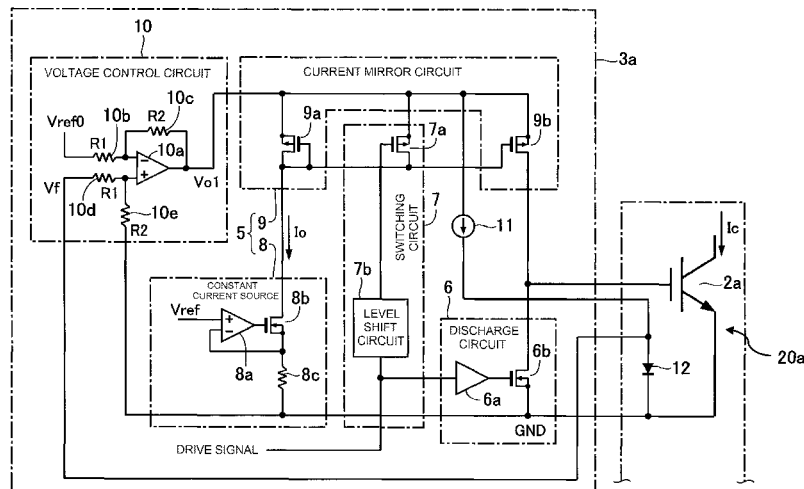 10
3a
VOLTAGE CONTROL CIRCUIT
CURRENT MIRROR CIRCUIT
R2
10c
10b
Vref0
R1
10a
9a
7a
9b
Vf
R1
Vo1
10d
10e
R2
9
5
8
Io
SWITCHING
CIRCUIT
7
11
Ic
CONSTANT
CURRENT SOURCE
7b
6
2a
Vref
8b
LEVEL
SHIFT
CIRCUIT
DISCHARGE
CIRCUIT
20a
8a
8c
6b
12
6a
GND
DRIVE SIGNAL